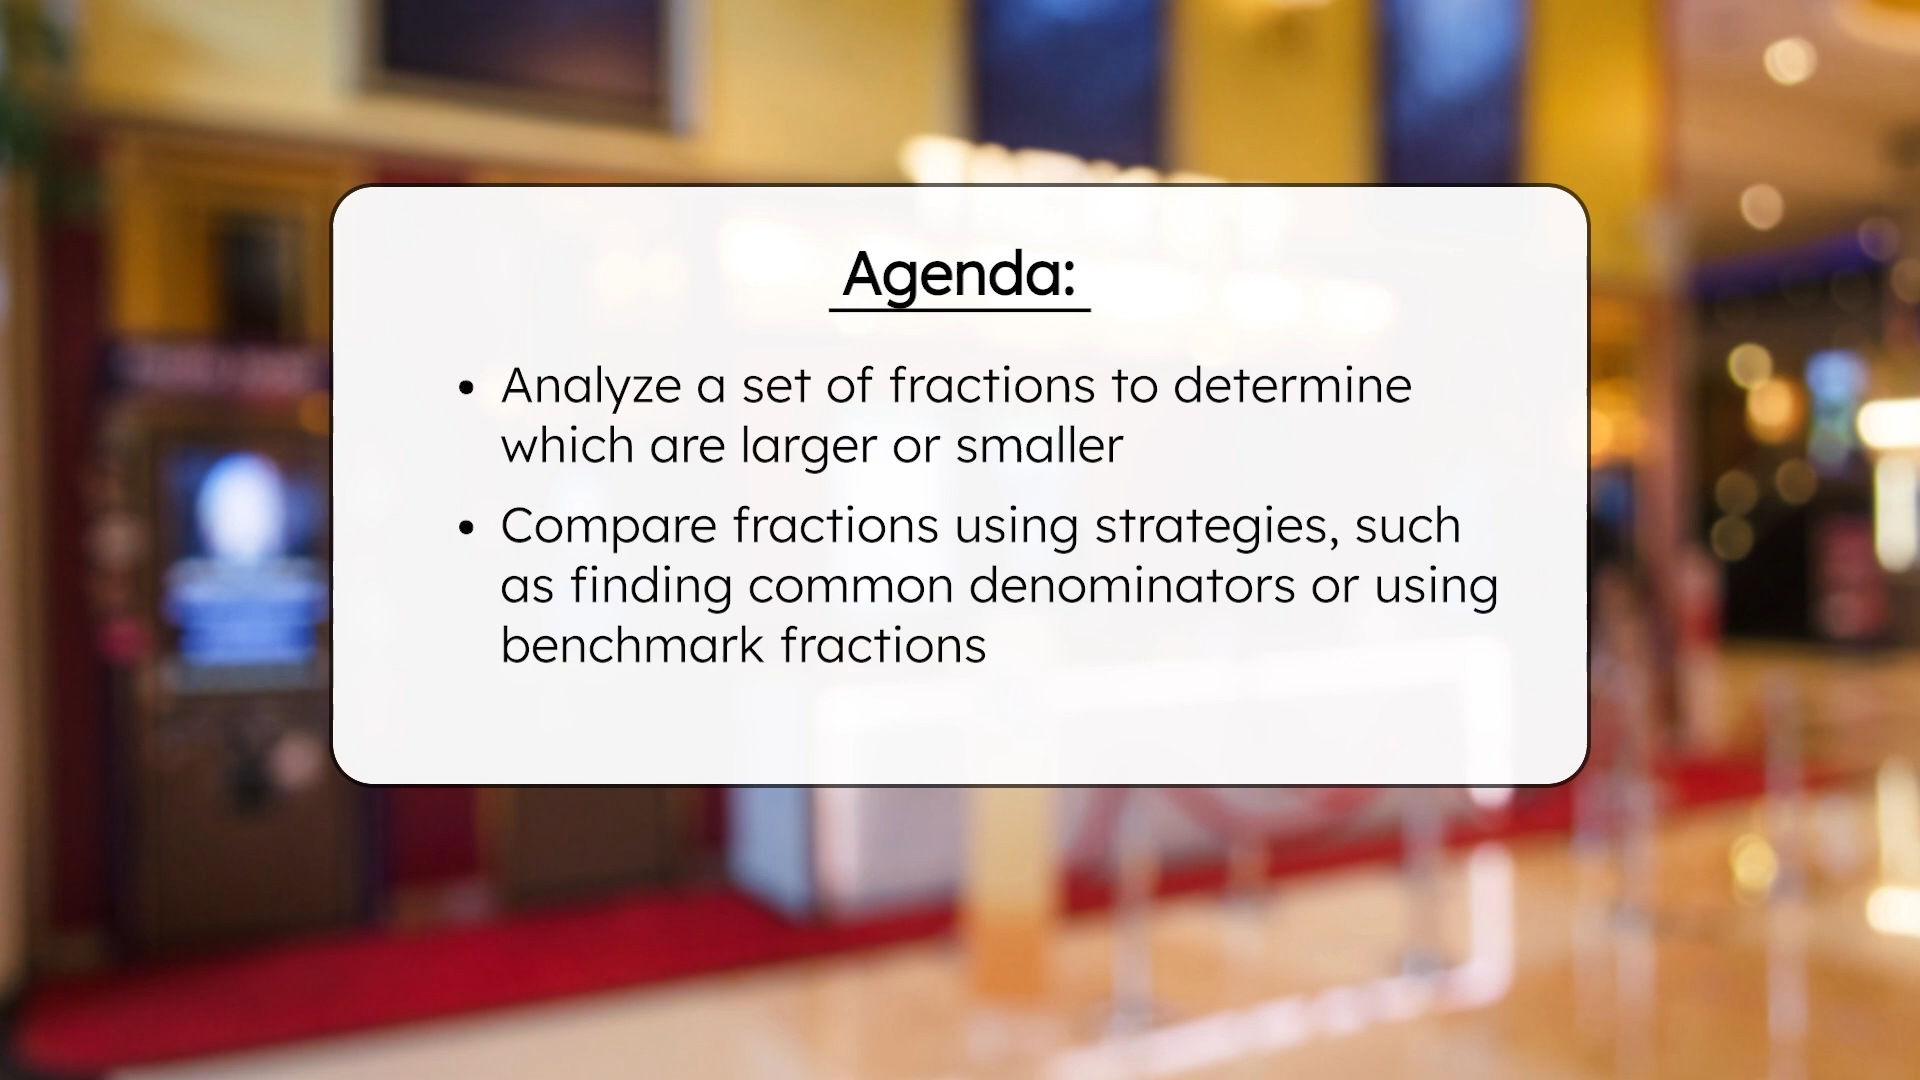 Agenda:
• Analyze a set of fractions to determine
which are larger or smaller
• Compare fractions using strategies, such
as finding common denominators or using
benchmark fractions